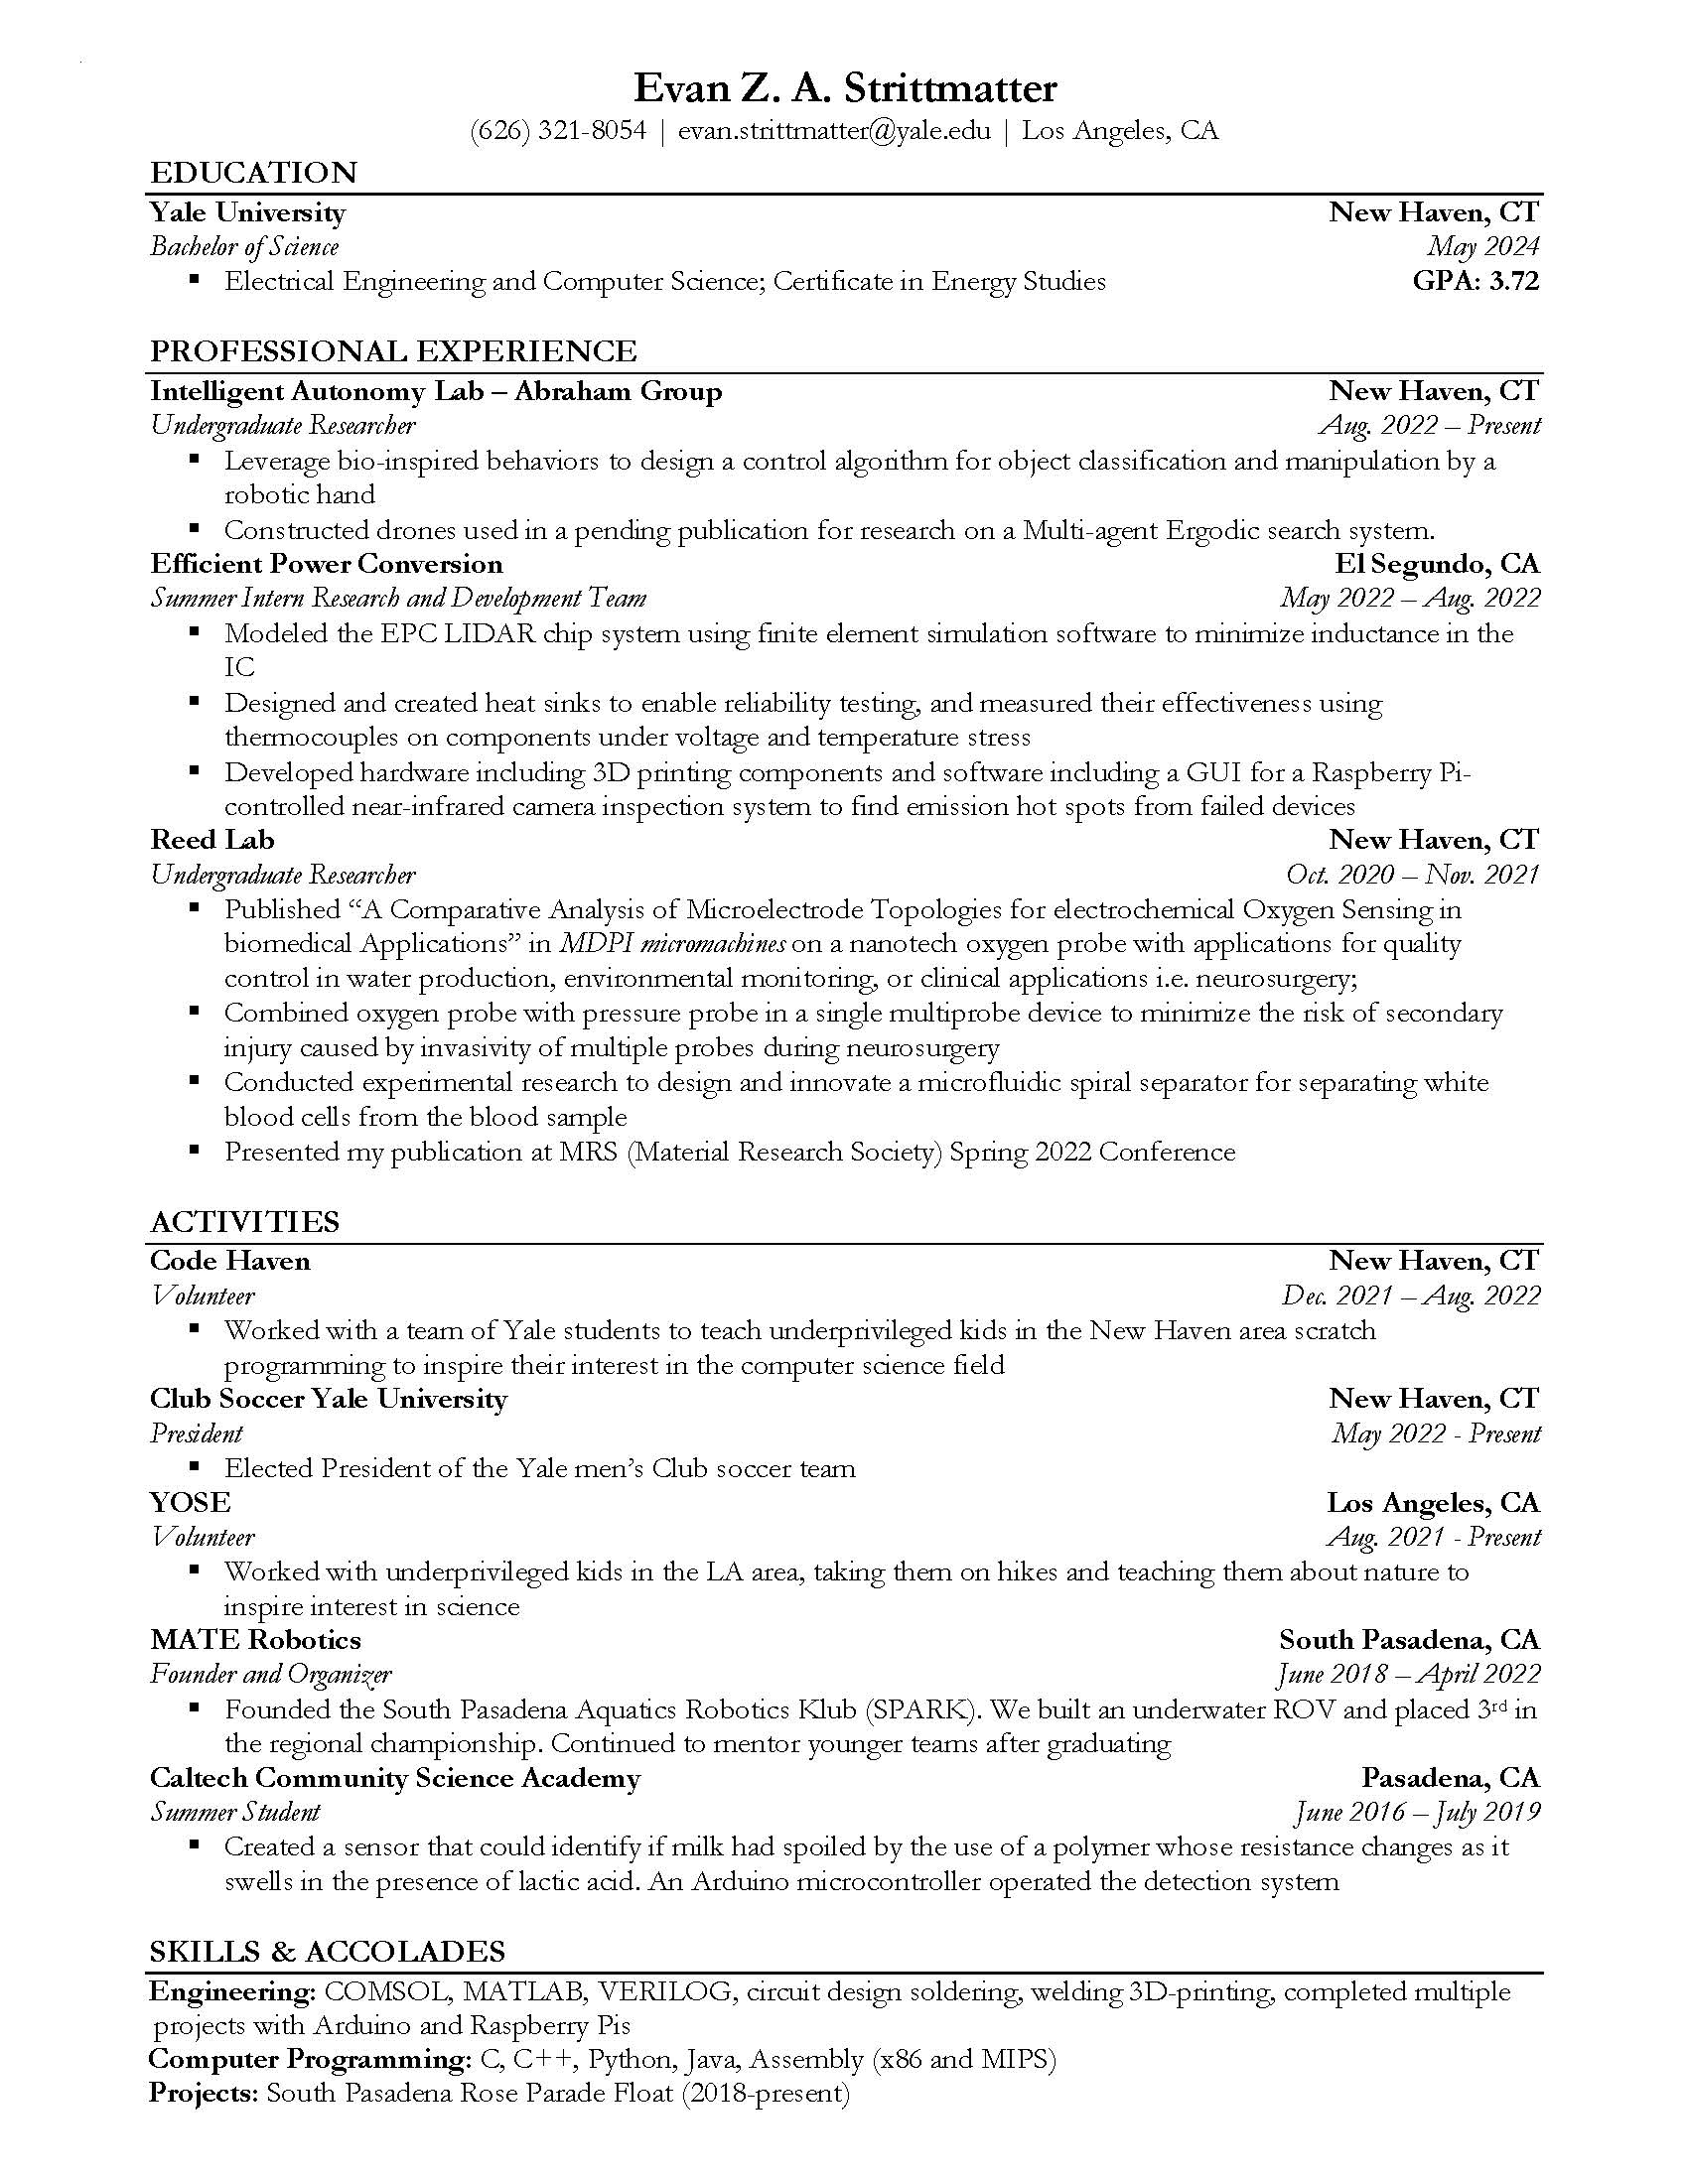 Evan Z. A. Strittmatter
(626) 321-8054 | evan.strittmatter@yale.edu | Los Angeles, CA
EDUCATION
Yale University New Haven, CT
Bachelor of Science May 2024
▪ Electrical Engineering and Computer Science; Certificate in Energy Studies GPA: 3.72
PROFESSIONAL EXPERIENCE
Intelligent Autonomy Lab – Abraham Group New Haven, CT
Undergraduate Researcher Aug. 2022 – Present
▪ Leverage bio-inspired behaviors to design a control algorithm for object classification and manipulation by a
robotic hand
▪ Constructed drones used in a pending publication for research on a Multi-agent Ergodic search system.
Efficient Power Conversion El Segundo, CA
Summer Intern Research and Development Team May 2022 – Aug. 2022
▪ Modeled the EPC LIDAR chip system using finite element simulation software to minimize inductance in the
IC
▪ Designed and created heat sinks to enable reliability testing, and measured their effectiveness using
thermocouples on components under voltage and temperature stress
▪ Developed hardware including 3D printing components and software including a GUI for a Raspberry Pi-
controlled near-infrared camera inspection system to find emission hot spots from failed devices
Reed Lab New Haven, CT
Undergraduate Researcher Oct. 2020 – Nov. 2021
▪ Published “A Comparative Analysis of Microelectrode Topologies for electrochemical Oxygen Sensing in
biomedical Applications” in MDPI micromachines on a nanotech oxygen probe with applications for quality
control in water production, environmental monitoring, or clinical applications i.e. neurosurgery;
▪ Combined oxygen probe with pressure probe in a single multiprobe device to minimize the risk of secondary
injury caused by invasivity of multiple probes during neurosurgery
▪ Conducted experimental research to design and innovate a microfluidic spiral separator for separating white
blood cells from the blood sample
▪ Presented my publication at MRS (Material Research Society) Spring 2022 Conference
ACTIVITIES
Code Haven New Haven, CT
Volunteer Dec. 2021 – Aug. 2022
▪ Worked with a team of Yale students to teach underprivileged kids in the New Haven area scratch
programming to inspire their interest in the computer science field
Club Soccer Yale University New Haven, CT
President May 2022 - Present
▪ Elected President of the Yale men’s Club soccer team
YOSE Los Angeles, CA
Volunteer Aug. 2021 - Present
▪ Worked with underprivileged kids in the LA area, taking them on hikes and teaching them about nature to
inspire interest in science
MATE Robotics South Pasadena, CA
Founder and Organizer June 2018 – April 2022
▪ Founded the South Pasadena Aquatics Robotics Klub (SPARK). We built an underwater ROV and placed 3rd in
the regional championship. Continued to mentor younger teams after graduating
Caltech Community Science Academy Pasadena, CA
Summer Student June 2016 – July 2019
▪ Created a sensor that could identify if milk had spoiled by the use of a polymer whose resistance changes as it
swells in the presence of lactic acid. An Arduino microcontroller operated the detection system
SKILLS & ACCOLADES
Engineering: COMSOL, MATLAB, VERILOG, circuit design soldering, welding 3D-printing, completed multiple
projects with Arduino and Raspberry Pis
Computer Programming: C, C++, Python, Java, Assembly (x86 and MIPS)
Projects: South Pasadena Rose Parade Float (2018-present)